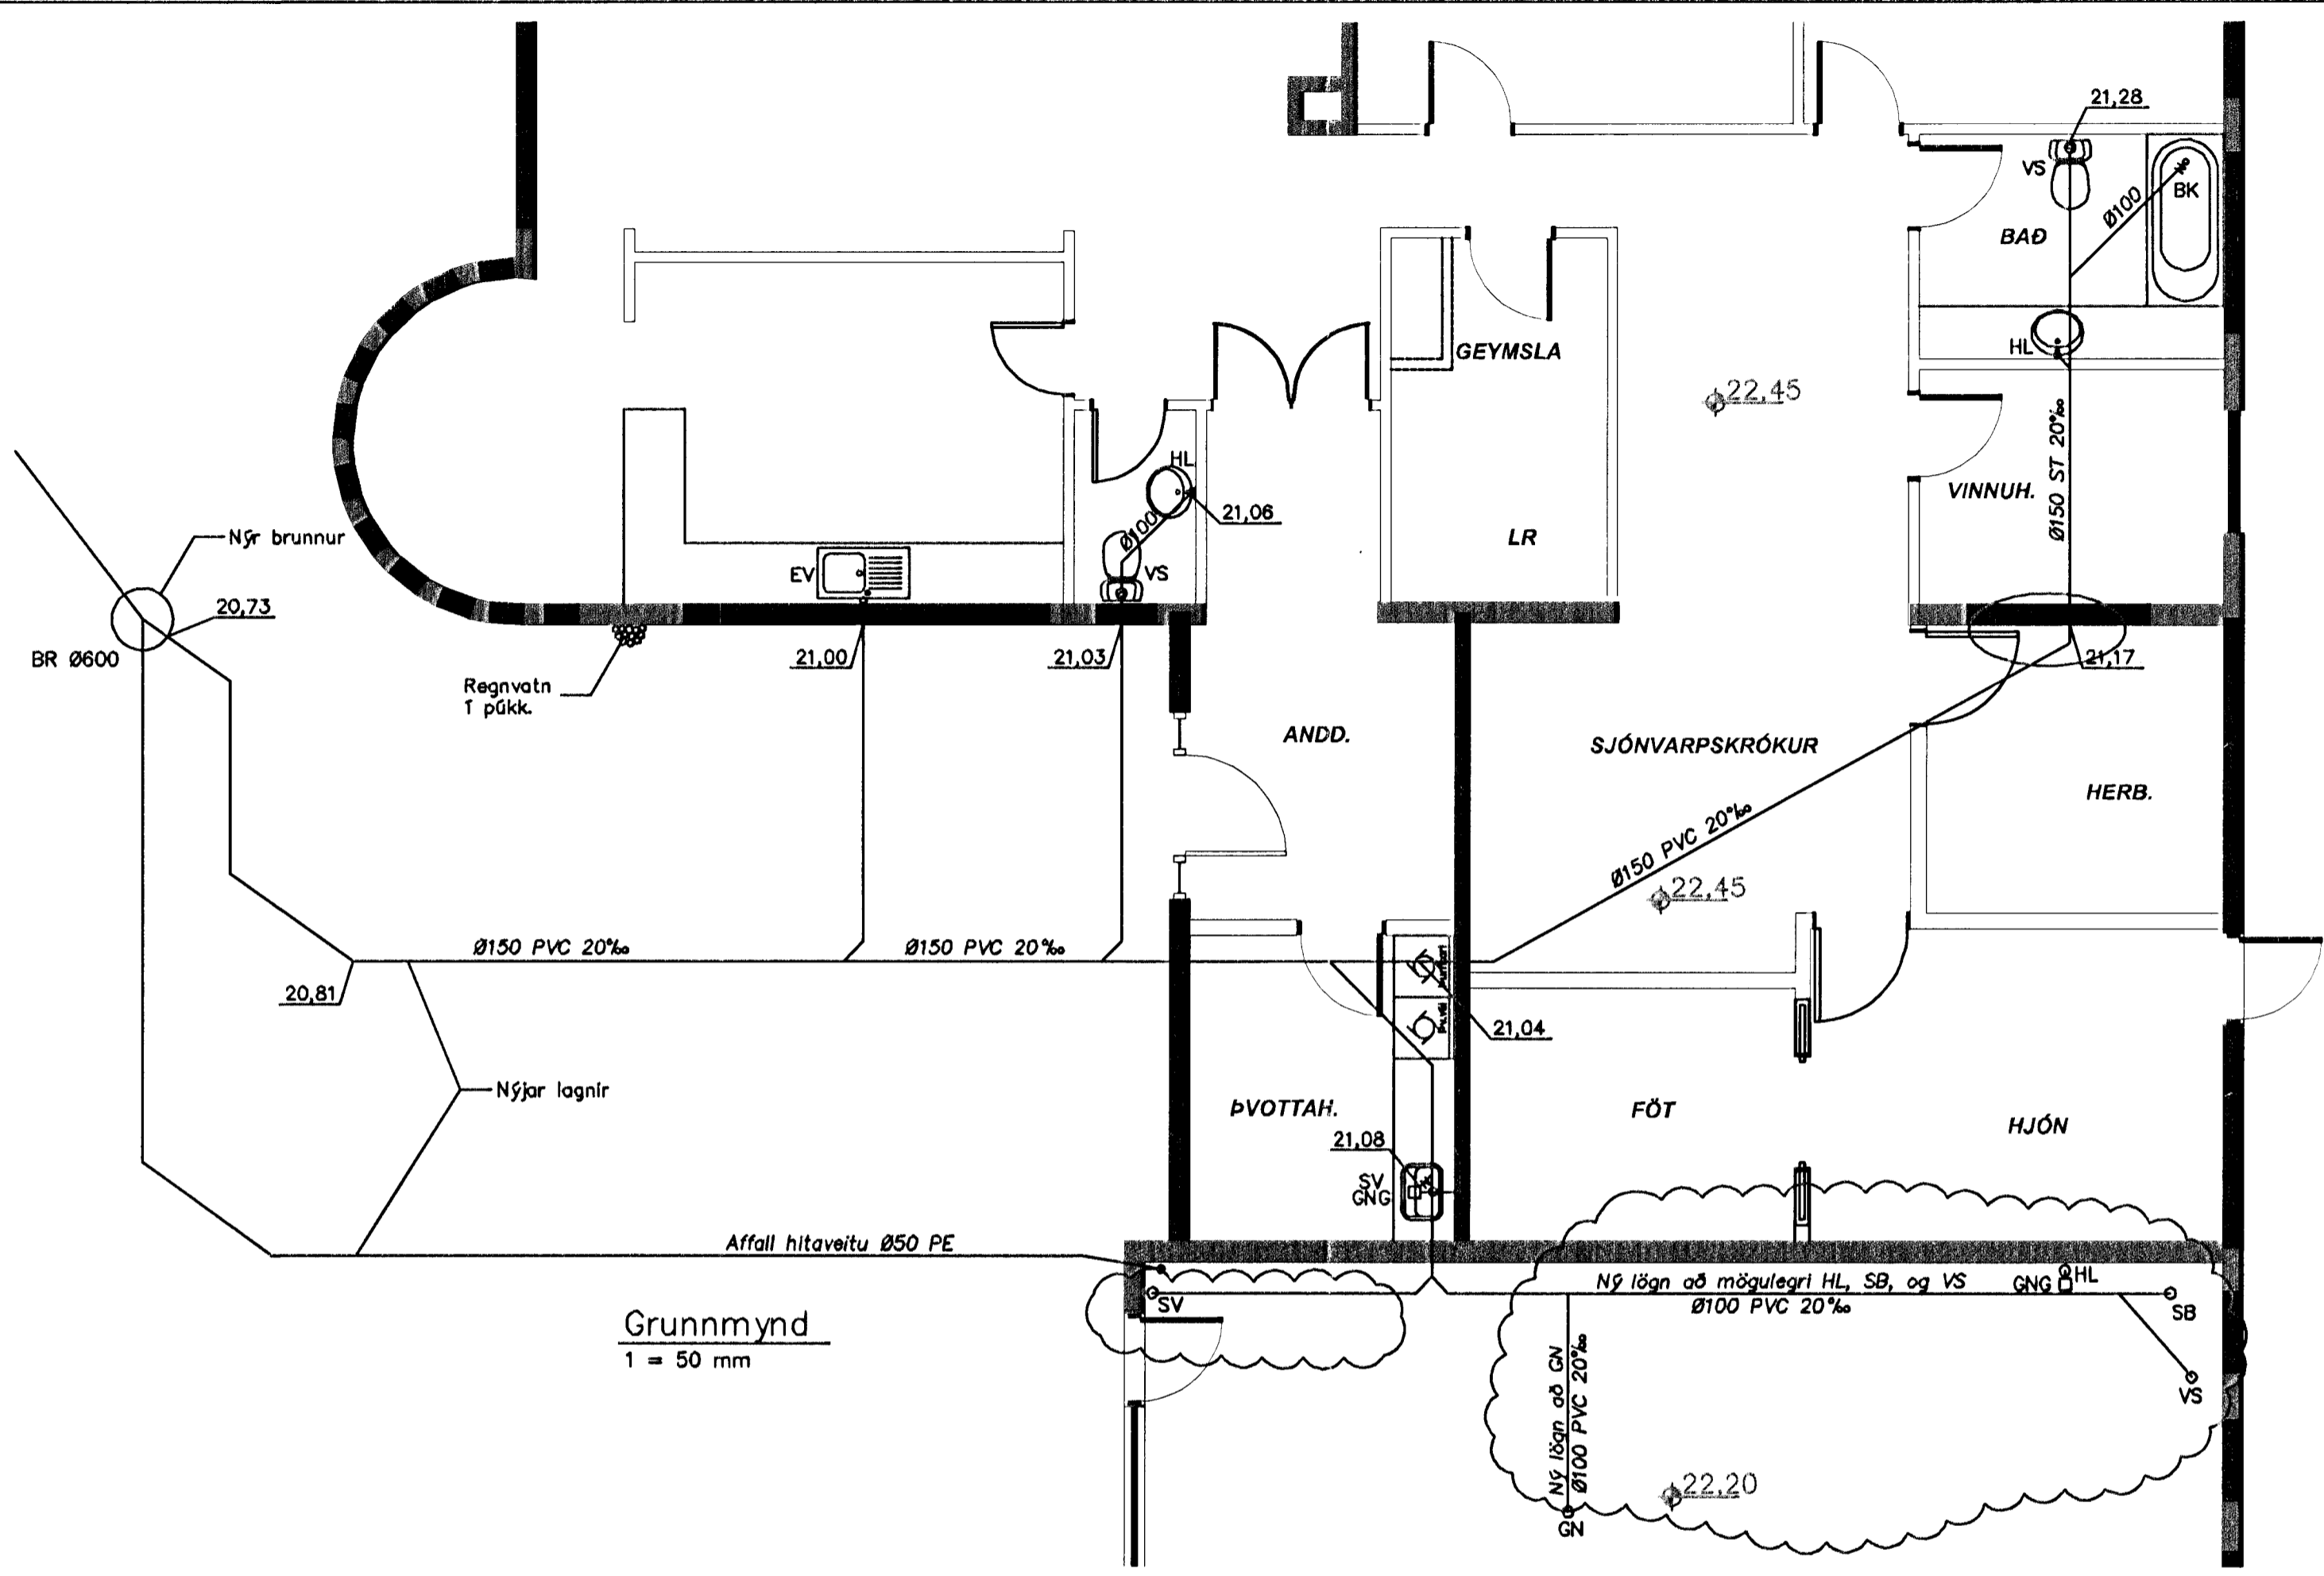 21,28
VS
BK
Ø100
BAÐ
HL
GEYMSLA
22,45
Ø150 ST 20‰
VINNUH.
HL
21,06
Ø100
LR
Nýr brunnur
EV
VS
20,73
BR Ø600
21,00
21,03
21,17
Regnvatn
í púkk.
ANDD.
SJÓNVARPSKRÓKUR
HERB.
Ø150 PVC 20‰
22,45
Ø150 PVC 20‰
Ø150 PVC 20‰
20,81
21,04
Nýjar lagnir
ÞVOTTAH.
FÖT
HJÓN
21,08
SV
GNG
Affall hitaveitu Ø50 PE
Ný lögn að mögulegri HL, SB, og VS
Ø100 PVC 20‰
GNG
HL
SV
SB
Grunnmynd
1 = 50 mm
Ný lögn að GN
Ø100 PVC 20‰
VS
22,20
GN